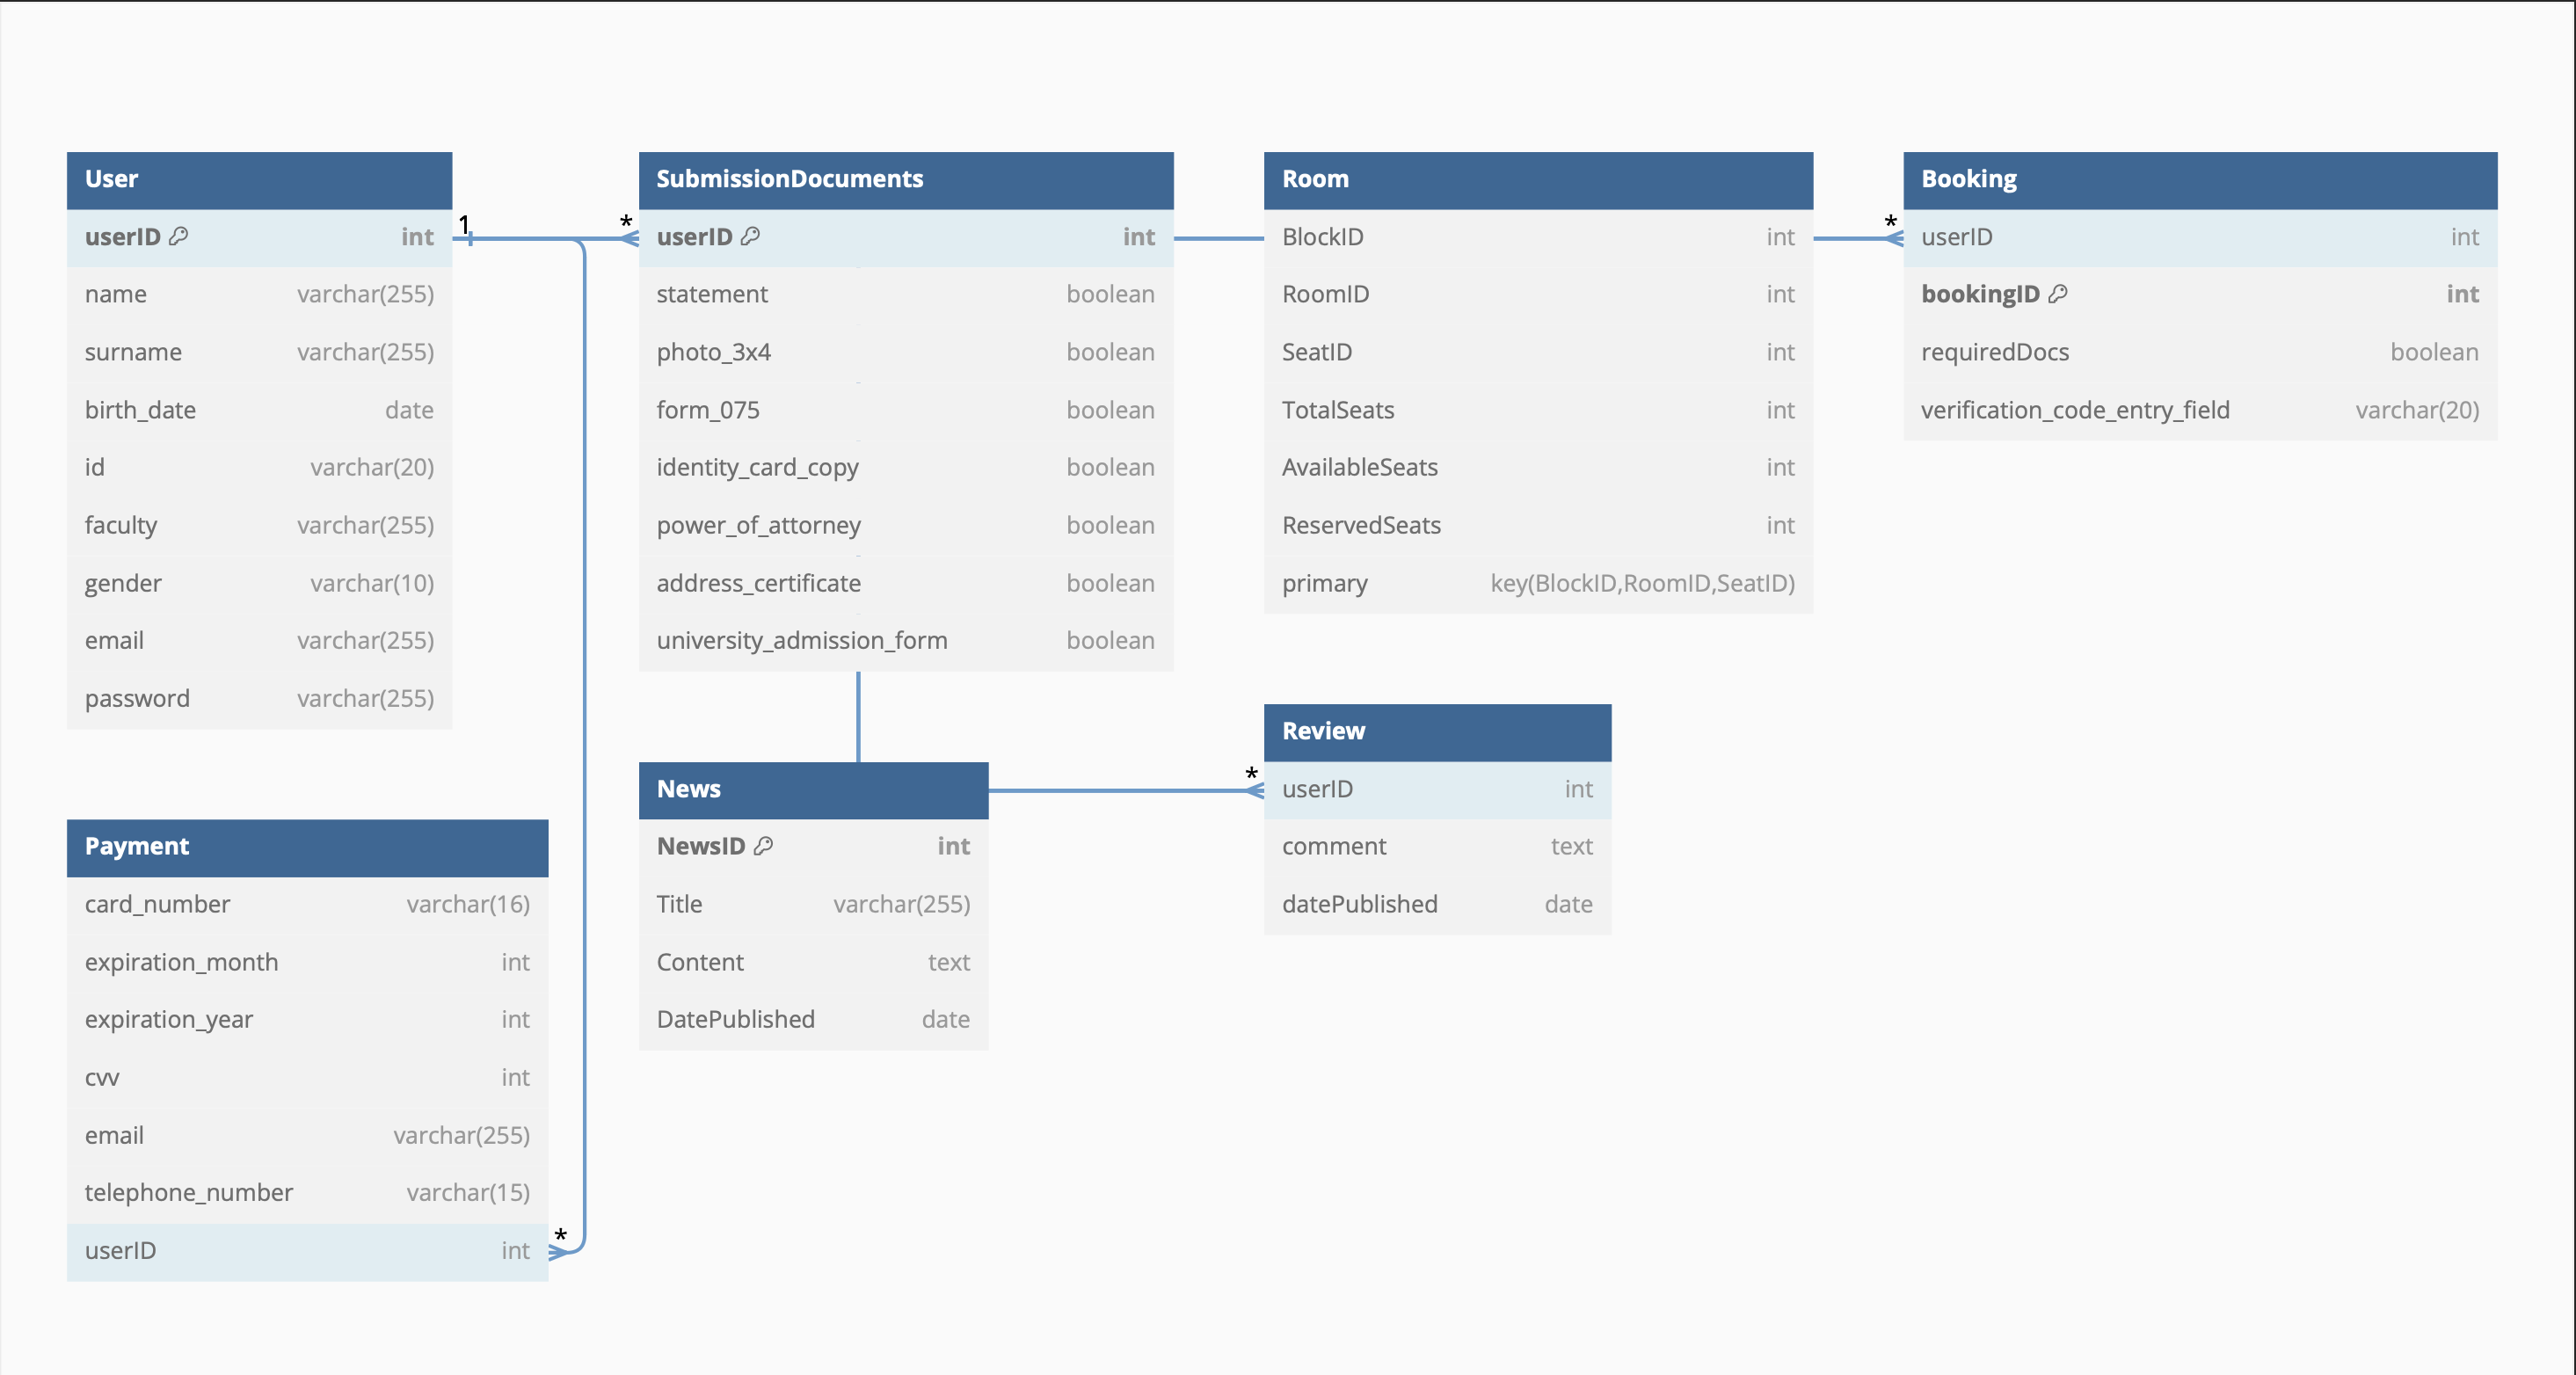 User
userID int
name varchar(255)
surname varchar(255)
birth_date date
id varchar(20)
faculty varchar(255)
gender varchar(10)
email varchar(255)
password varchar(255)
1
*
SubmissionDocuments
userID int
statement boolean
photo_3x4 boolean
form_075 boolean
identity_card_copy boolean
power_of_attorney boolean
address_certificate boolean
university_admission_form boolean
Room
BlockID int
RoomID int
SeatID int
TotalSeats int
AvailableSeats int
ReservedSeats int
primary key(BlockID,RoomID,SeatID)
*
Booking
userID int
bookingID int
requiredDocs boolean
verification_code_entry_field varchar(20)
Payment
card_number varchar(16)
expiration_month int
expiration_year int
cvv int
email varchar(255)
telephone_number varchar(15)
userID int
*
News
NewsID int
Title varchar(255)
Content text
DatePublished date
*
Review
userID int
comment text
datePublished date